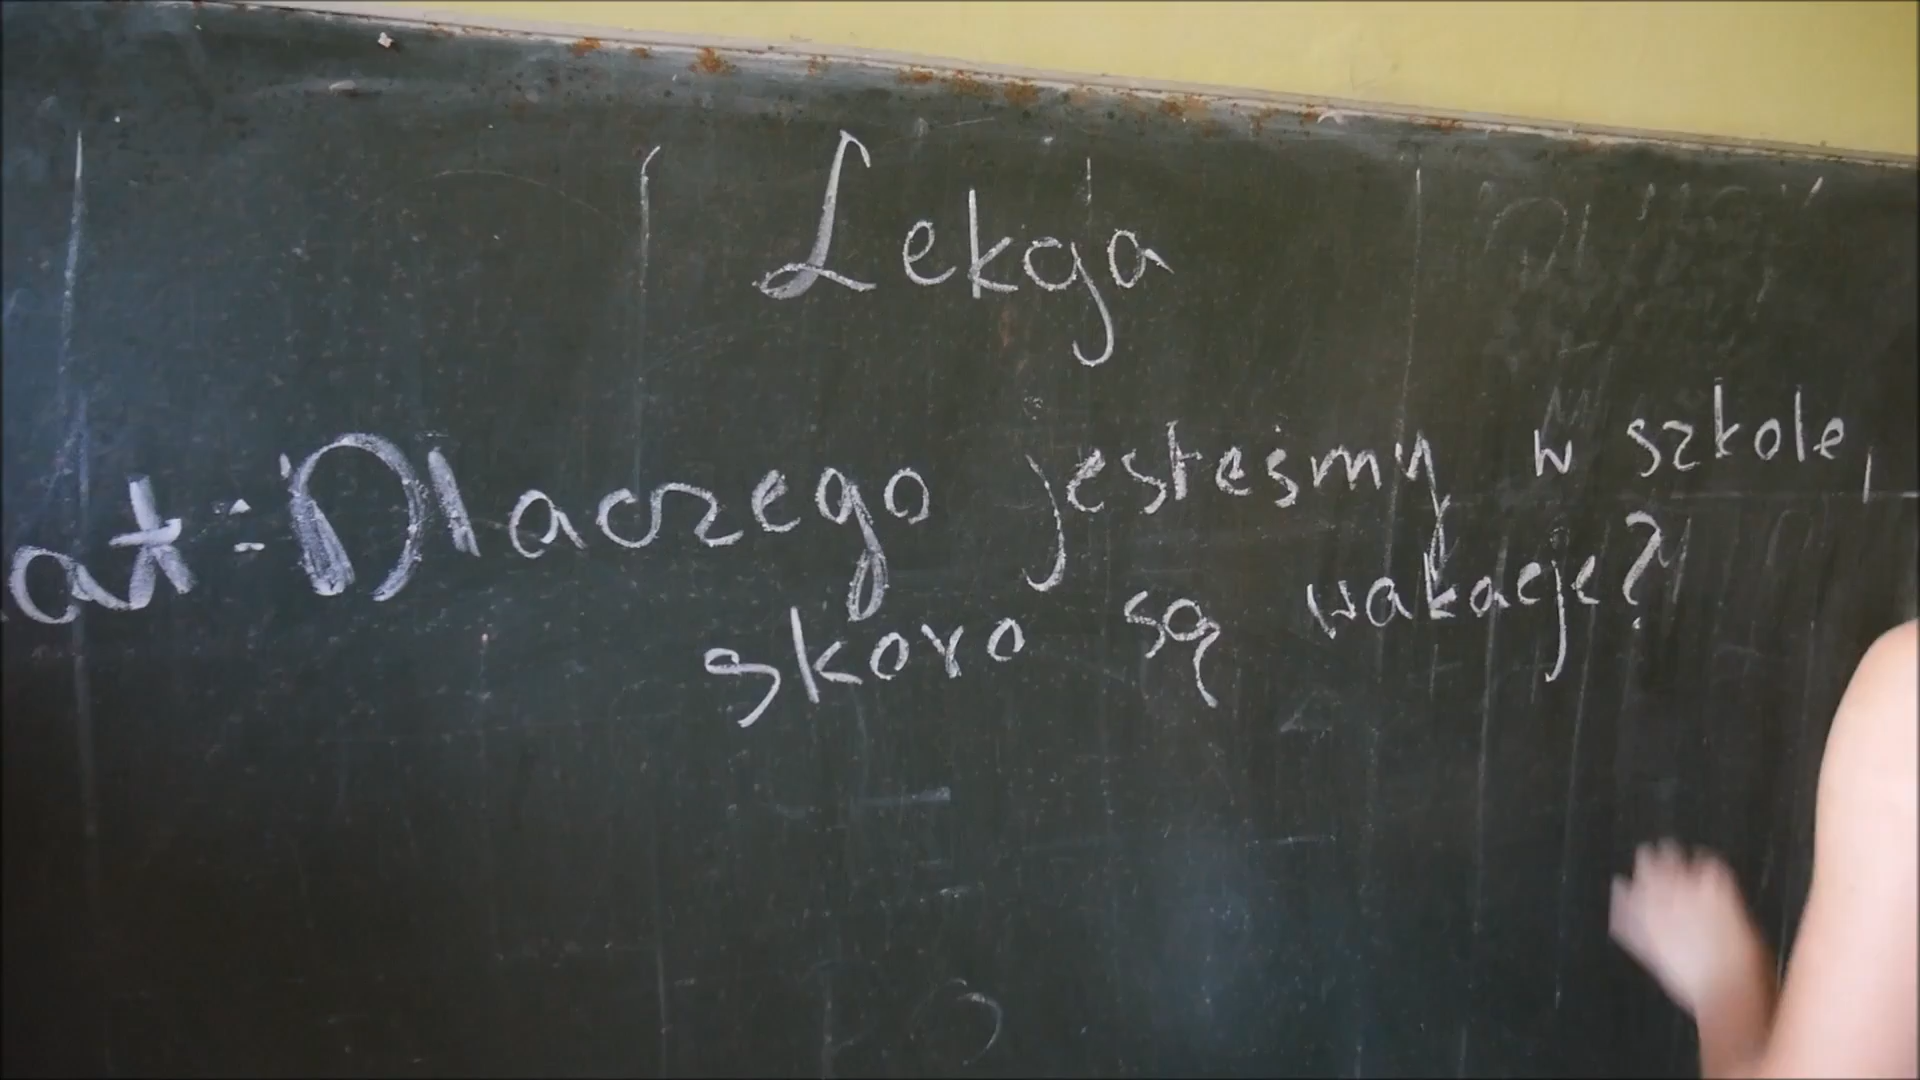 Lekcja
at: Dlaczego jesteśmy w szkole,
skoro są wakacje?